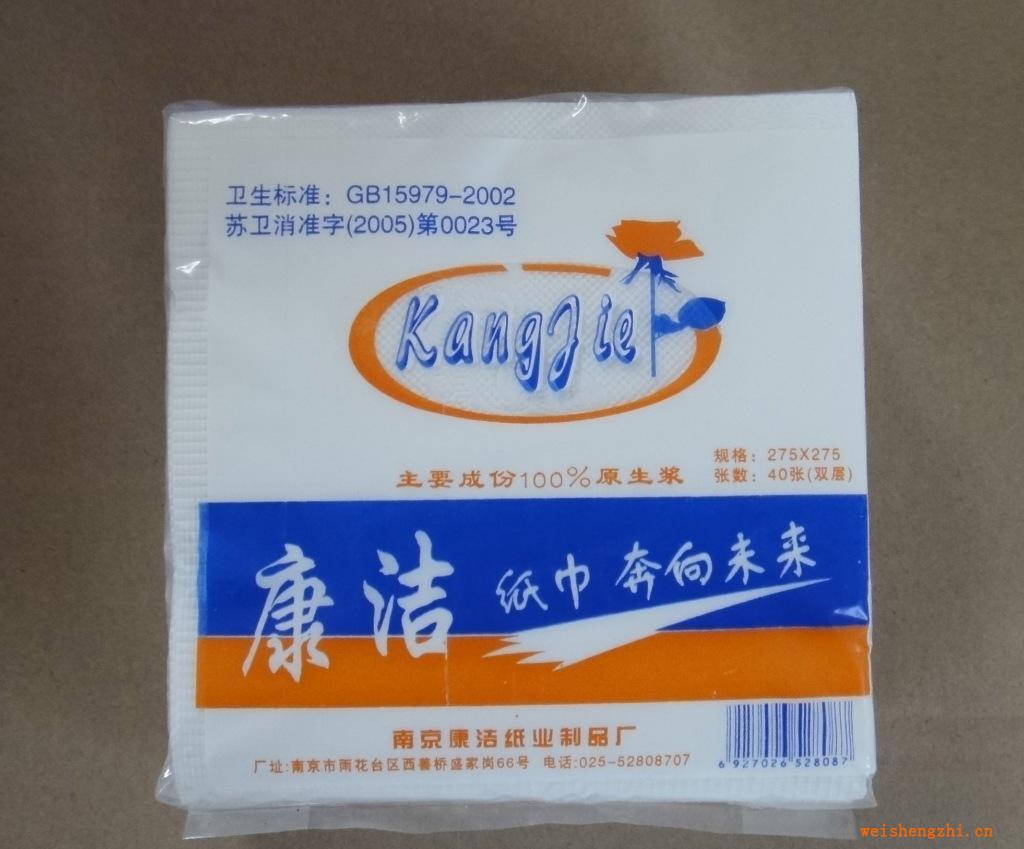 卫生标准：GB15979-2002
苏卫消准字(2005)第0023号
KangJie
主要成份100%原生浆
规格：275X275
张数：40张(双层)
康洁 纸巾 奔向未来
南京康洁纸业制品厂
厂址:南京市雨花台区西善桥盛家岗66号 电话:025-52808707
6 927026 528087
weishengzhi.cn